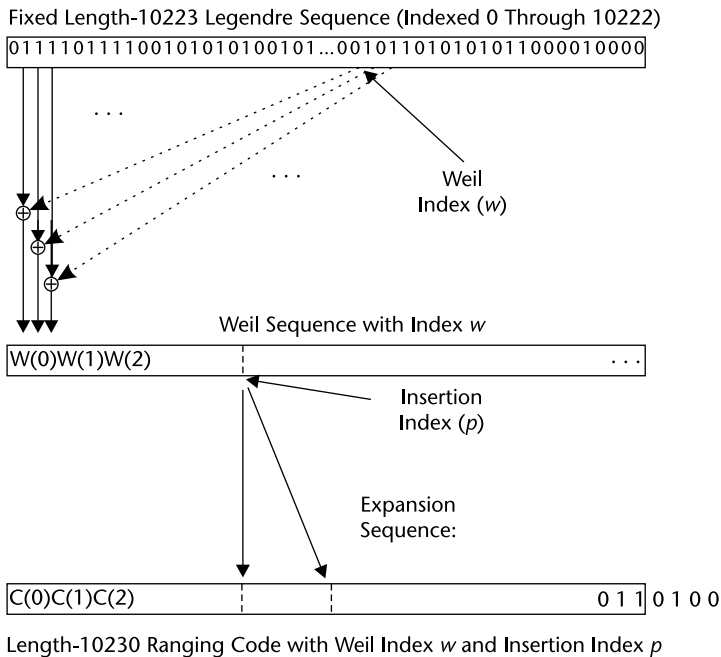 Fixed Length-10223 Legendre Sequence (Indexed 0 Through 10222)
01111011110010101010100101...001011010101011000010000
. . .
. . .
Weil
Index (w)
Weil Sequence with Index w
W(0)W(1)W(2)
. . .
Insertion
Index (p)
Expansion
Sequence:
C(0)C(1)C(2)
0 1 1 0 1 0 0
Length-10230 Ranging Code with Weil Index w and Insertion Index p